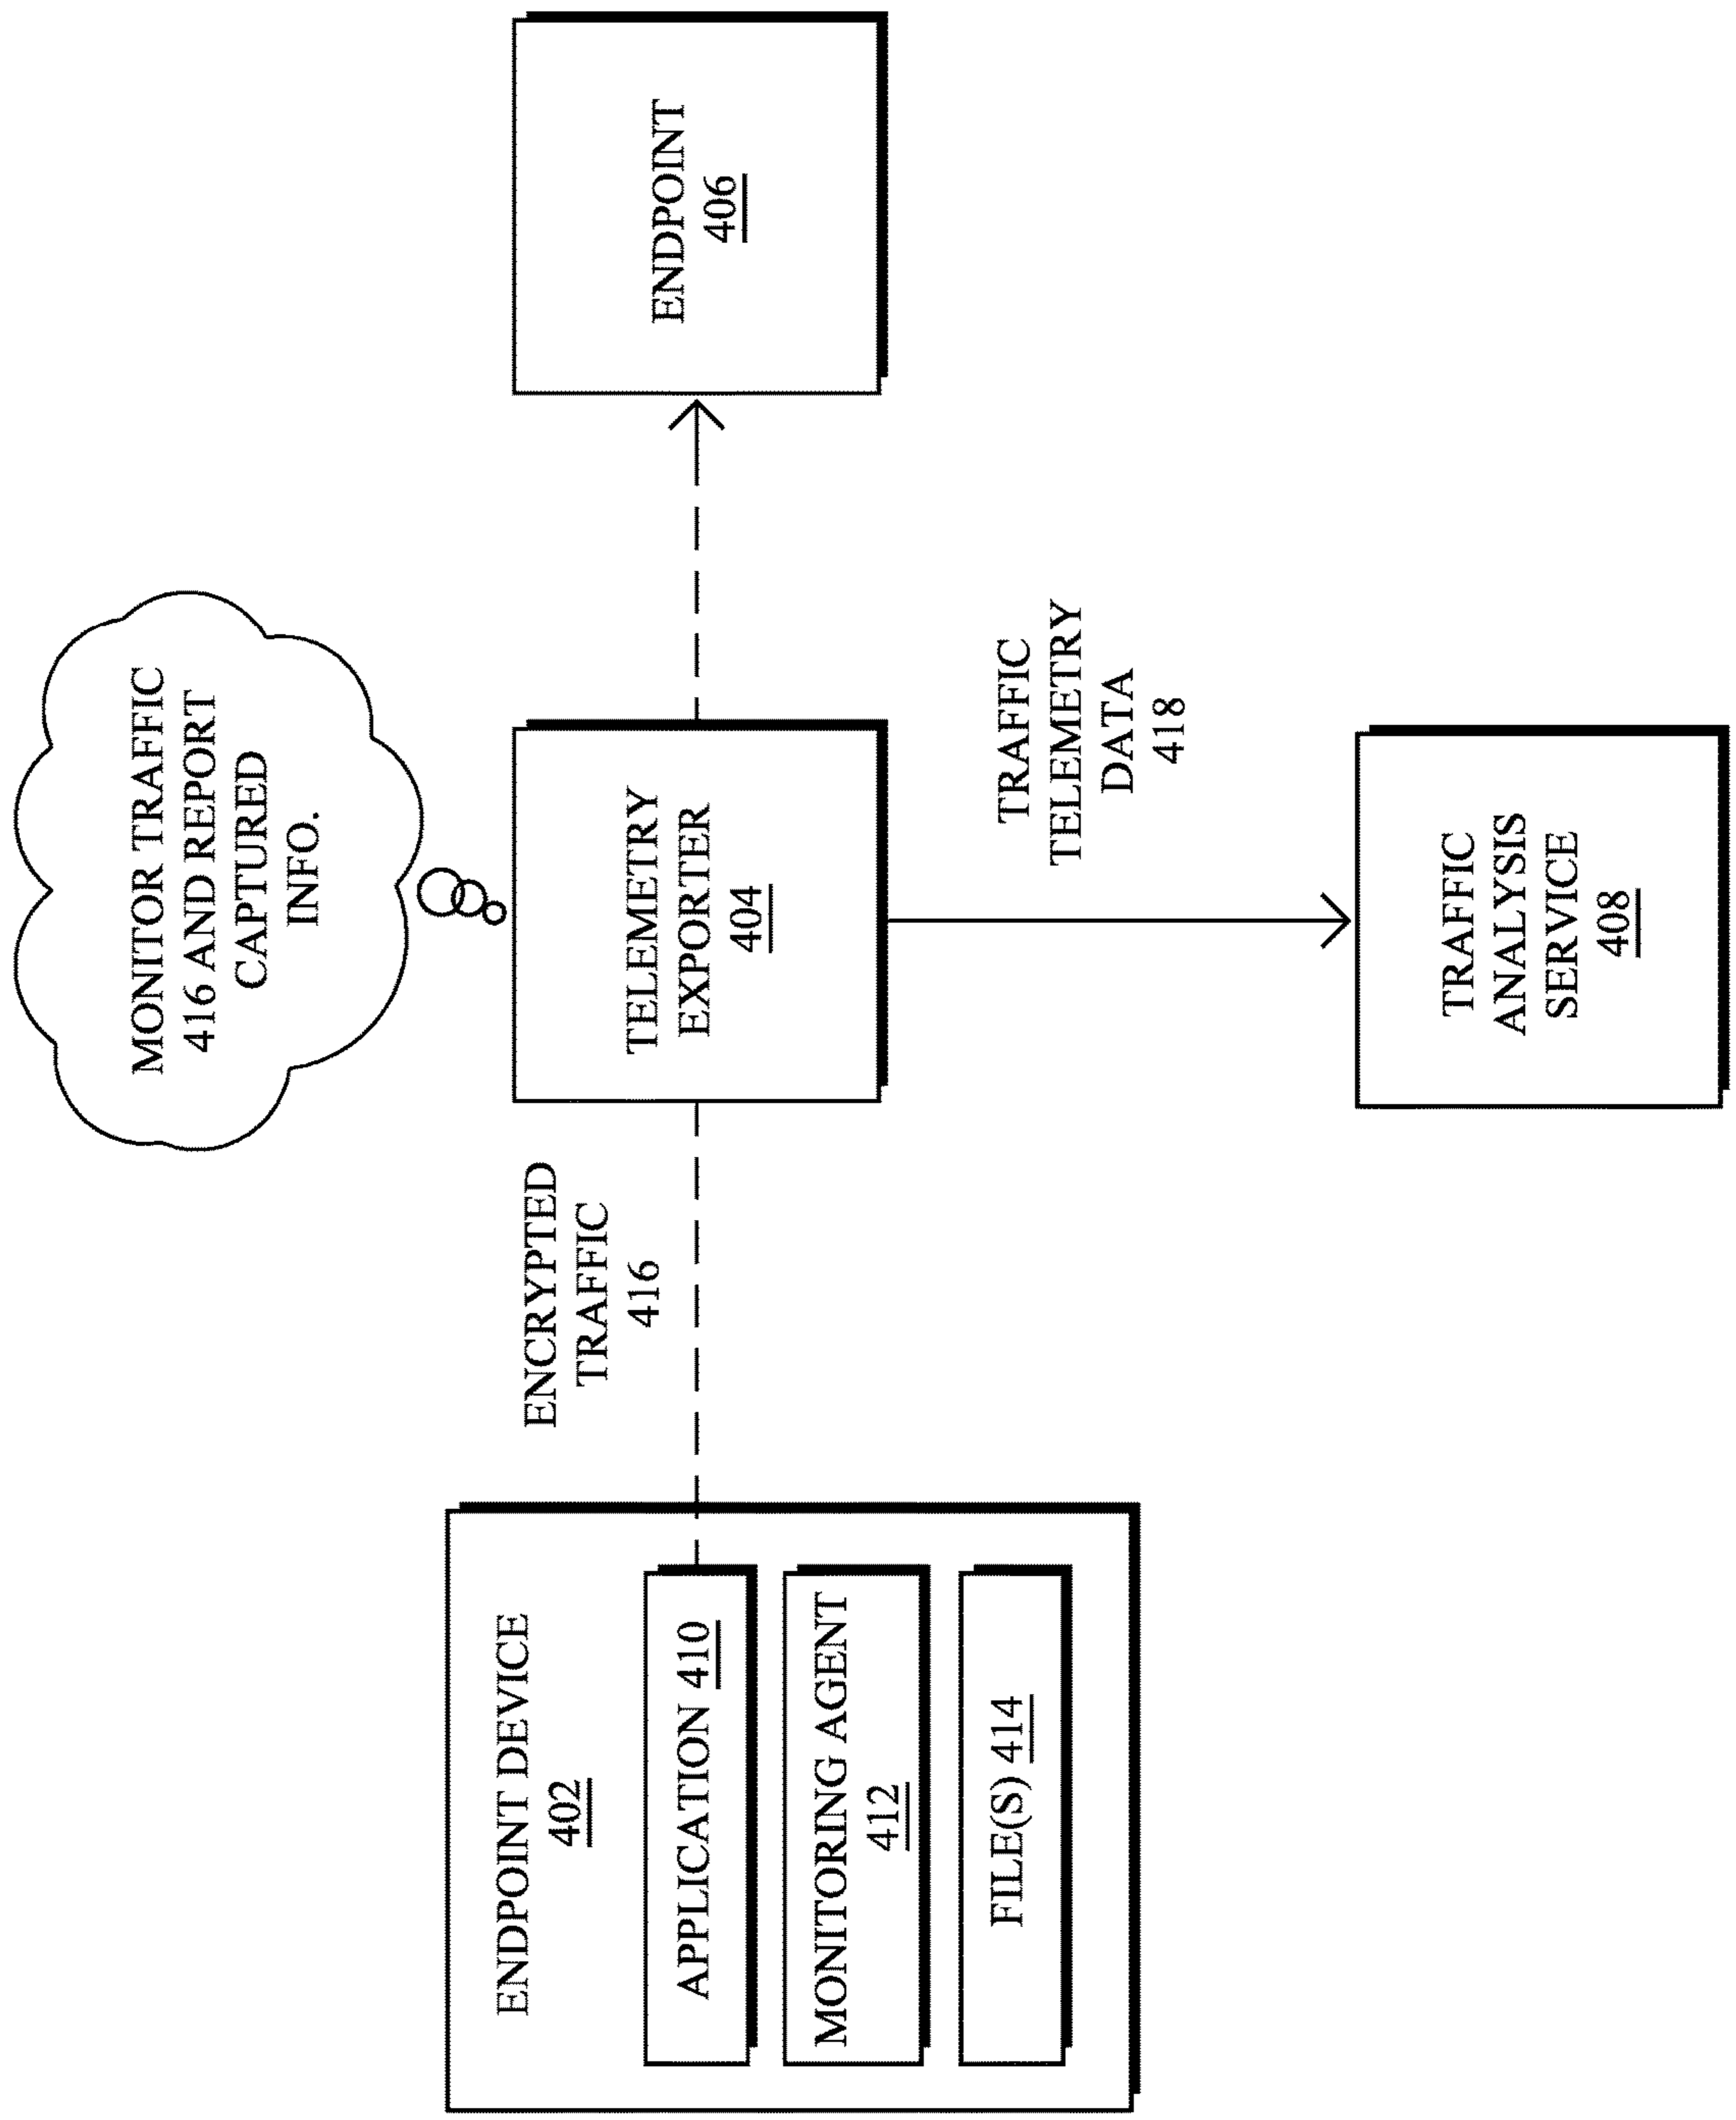 MONITOR TRAFFIC
416 AND REPORT
CAPTURED
INFO.
ENDPOINT DEVICE
402
APPLICATION 410
MONITORING AGENT
412
FILE(S) 414
ENCRYPTED
TRAFFIC
416
TELEMETRY
EXPORTER
404
ENDPOINT
406
TRAFFIC
TELEMETRY
DATA
418
TRAFFIC
ANALYSIS
SERVICE
408